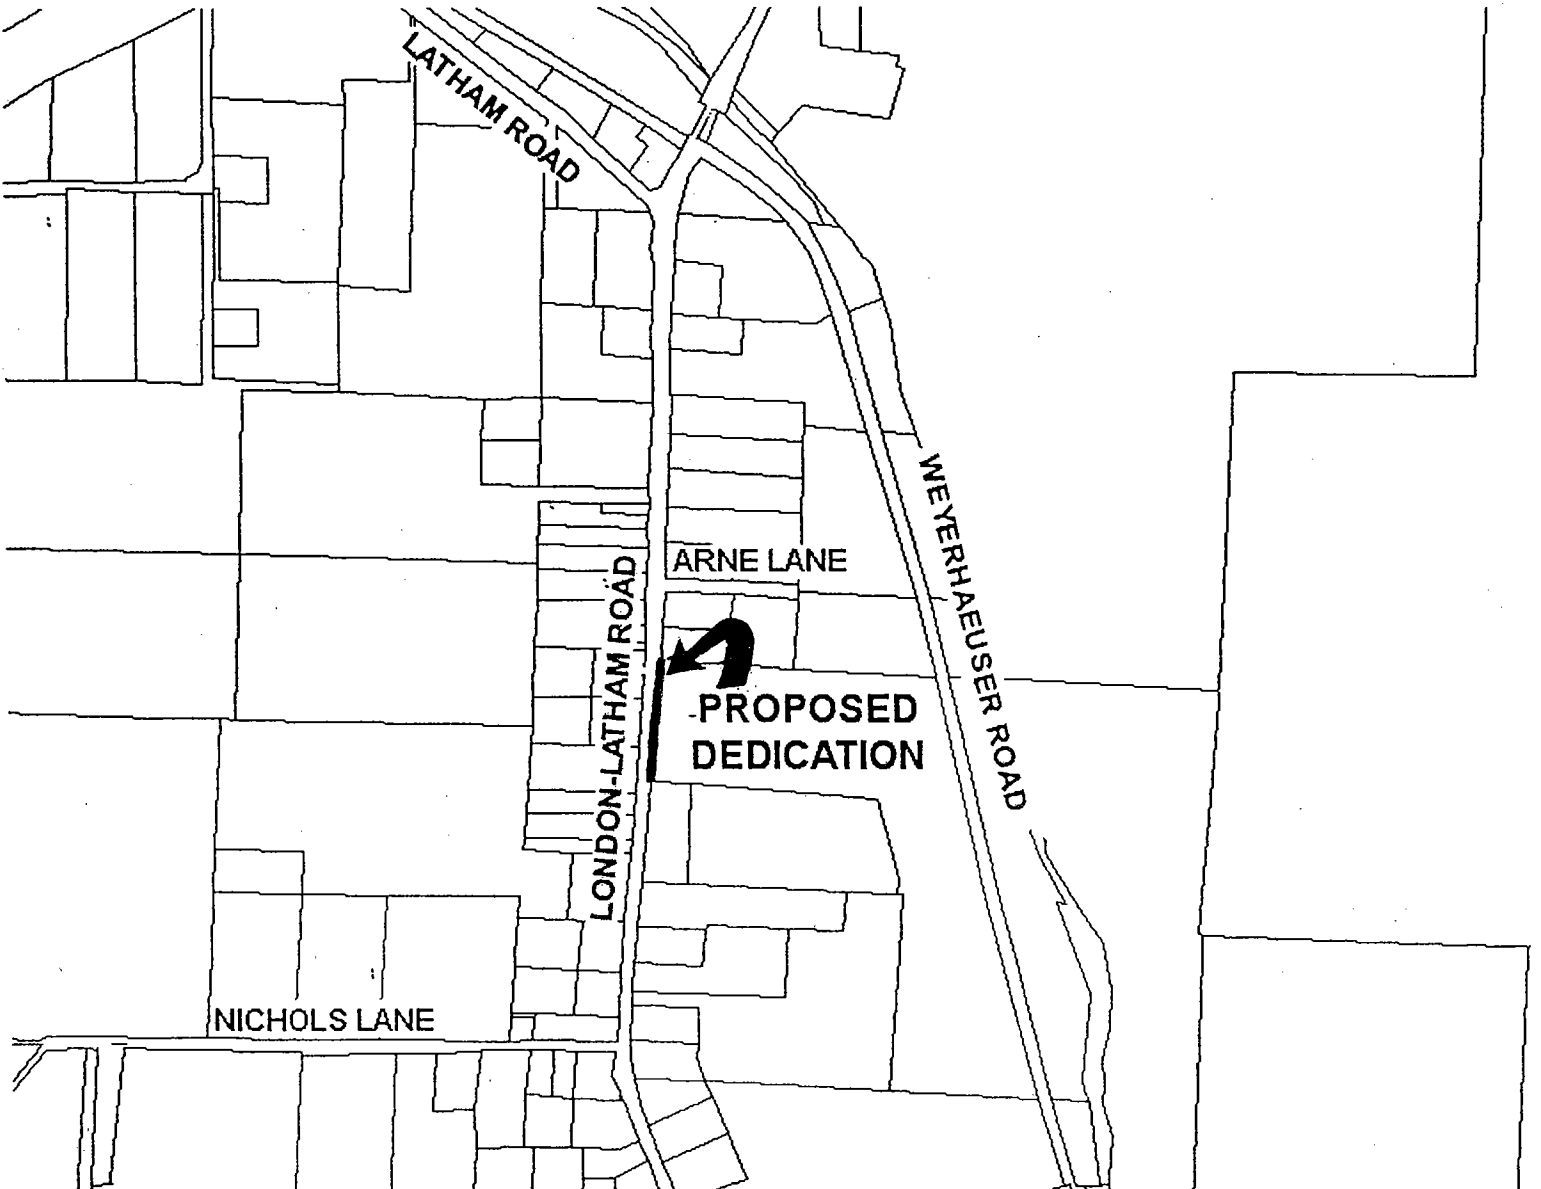 LATHAM ROAD
WEYERHAEUSER ROAD
ARNE LANE
LONDON-LATHAM ROAD
PROPOSED
DEDICATION
NICHOLS LANE